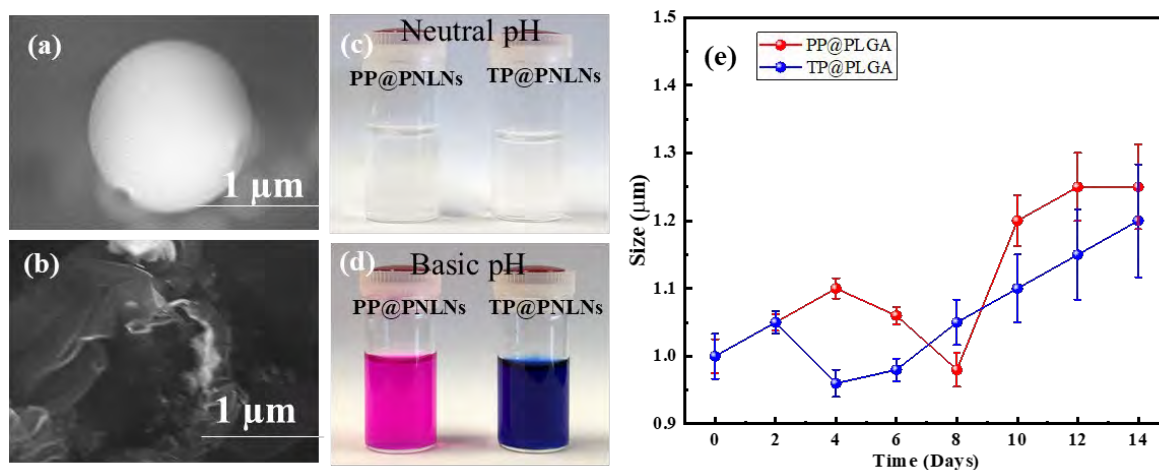 (a)
1 µm
(b)
1 µm
(c)
Neutral pH
PP@PNLNs
TP@PNLNs
(d)
Basic pH
PP@PNLNs
TP@PNLNs
(e)
PP@PLGA
TP@PLGA
Size (µm)
1.5
1.4
1.3
1.2
1.1
1.0
0.9
0
2
4
6
8
10
12
14
Time (Days)